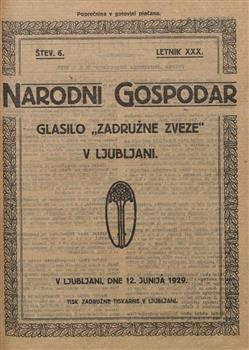 Poštnina v gotovini plačana.
ŠTEV. 6. LETNIK XXX.
NARODNI GOSPODAR
GLASILO „ZADRUŽNE ZVEZE"
V LJUBLJANI.
V LJUBLJANI, DNE 12. JUNIJA 1929.
TISK ZADRUŽNE TISKARNE V LJUBLJANI.